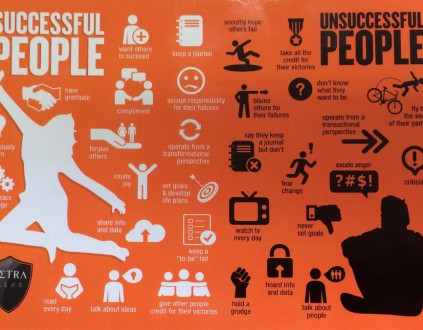 SUCCESSFUL
PEOPLE
want others
to succeed
keep a journal
have
gratitude
compliment
accept responsibility
for their failures
forgive
others
operate from a
transformational
perspective
exude
joy
set goals
& develop
life plans
share info
and data
keep a
"to-be" list
read
every day
talk about ideas
give other people
credit for their victories
UNSUCCESSFUL
PEOPLE
secretly hope
others fail
take all the
credit for
their victories
blame
others for
their failures
don't know
what they
want to be
fly by
the se
of their pan
say they keep
a journal
but don't
operate from a
transactional
perspective
fear
change
exude anger
?#$!
criticiz
watch tv
every day
never
set goals
hold a
grudge
hoard info
and data
talk about
people